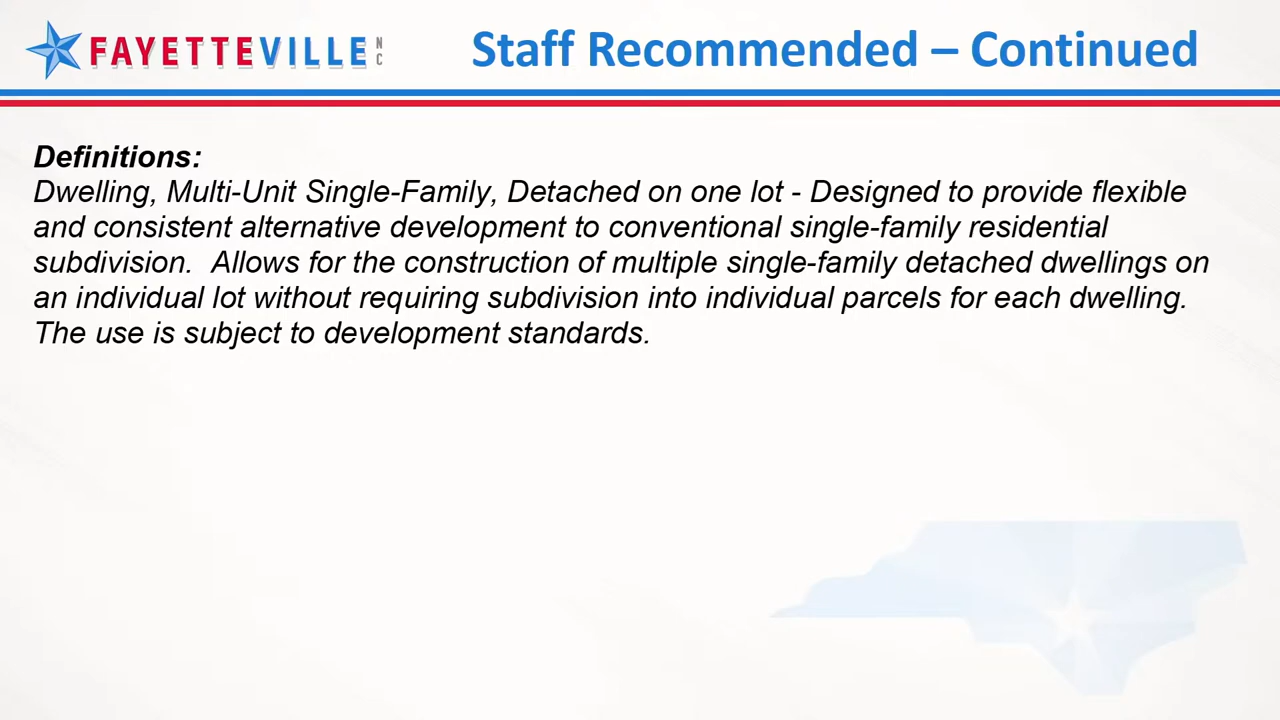 FAYETTEVILLE NC
Staff Recommended – Continued
Definitions:
Dwelling, Multi-Unit Single-Family, Detached on one lot - Designed to provide flexible
and consistent alternative development to conventional single-family residential
subdivision.  Allows for the construction of multiple single-family detached dwellings on
an individual lot without requiring subdivision into individual parcels for each dwelling.
The use is subject to development standards.